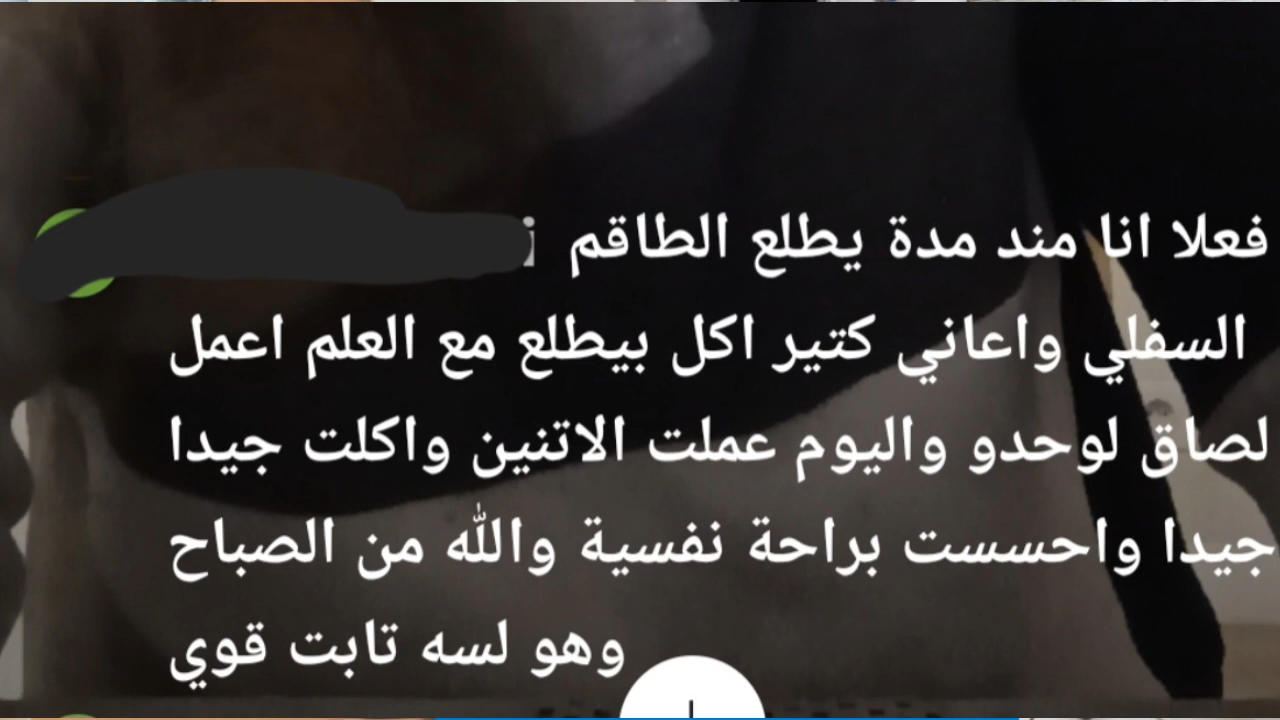 فعلا انا مند مدة يطلع الطاقم
السفلي واعاني كتير اكل بيطلع مع العلم اعمل
لصاق لوحدو واليوم عملت الاتنين واكلت جيدا
جيدا واحسست براحة نفسية والله من الصباح
وهو لسه تابت قوي